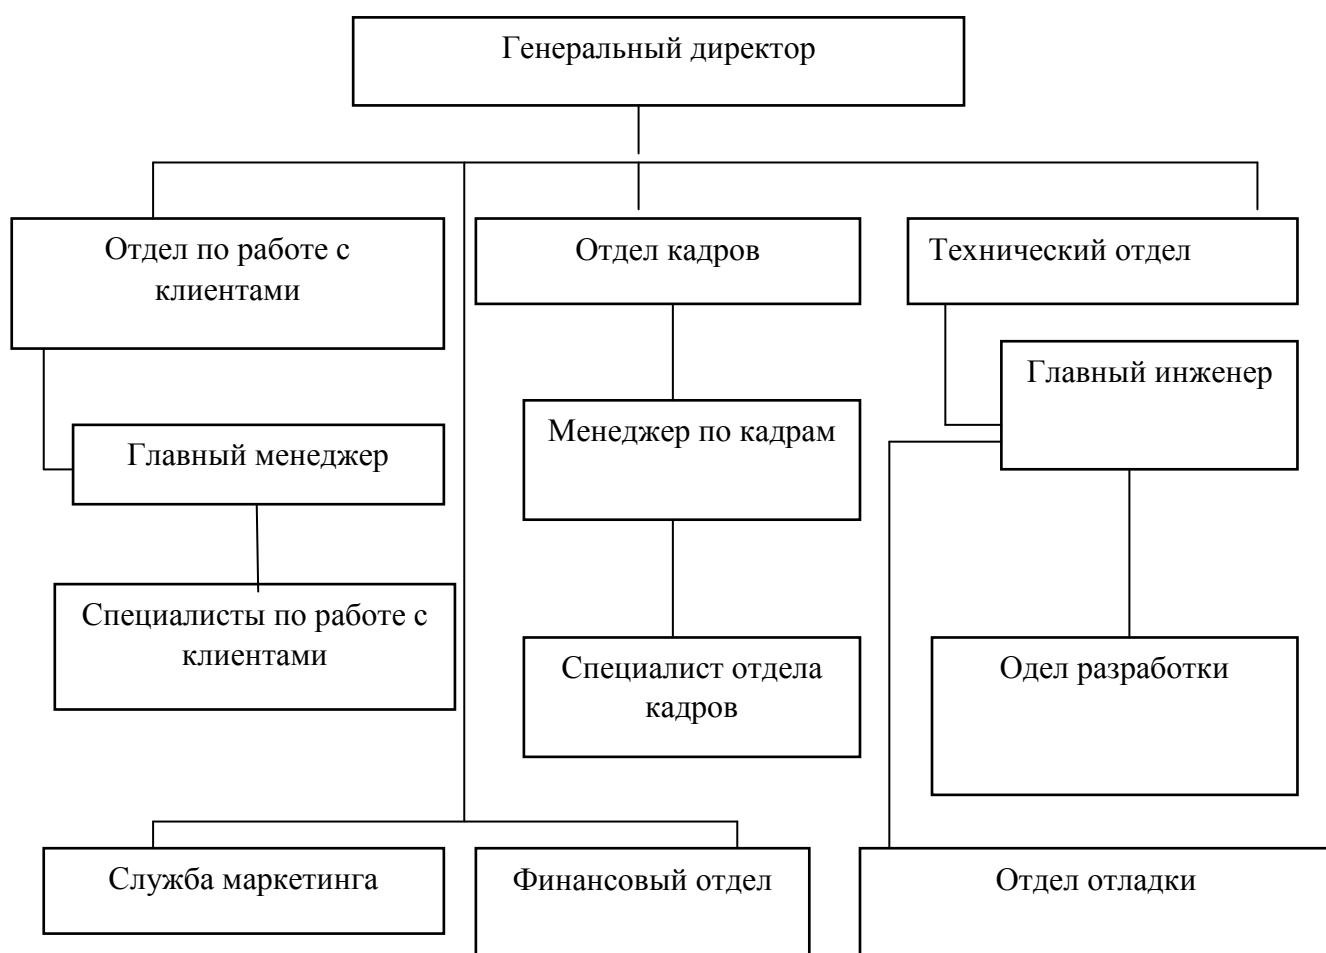 Генеральный директор
Отдел по работе с
клиентами
Отдел кадров
Технический отдел
Главный инженер
Менеджер по кадрам
Главный менеджер
Специалисты по работе с
клиентами
Специалист отдела
кадров
Одел разработки
Служба маркетинга
Финансовый отдел
Отдел отладки